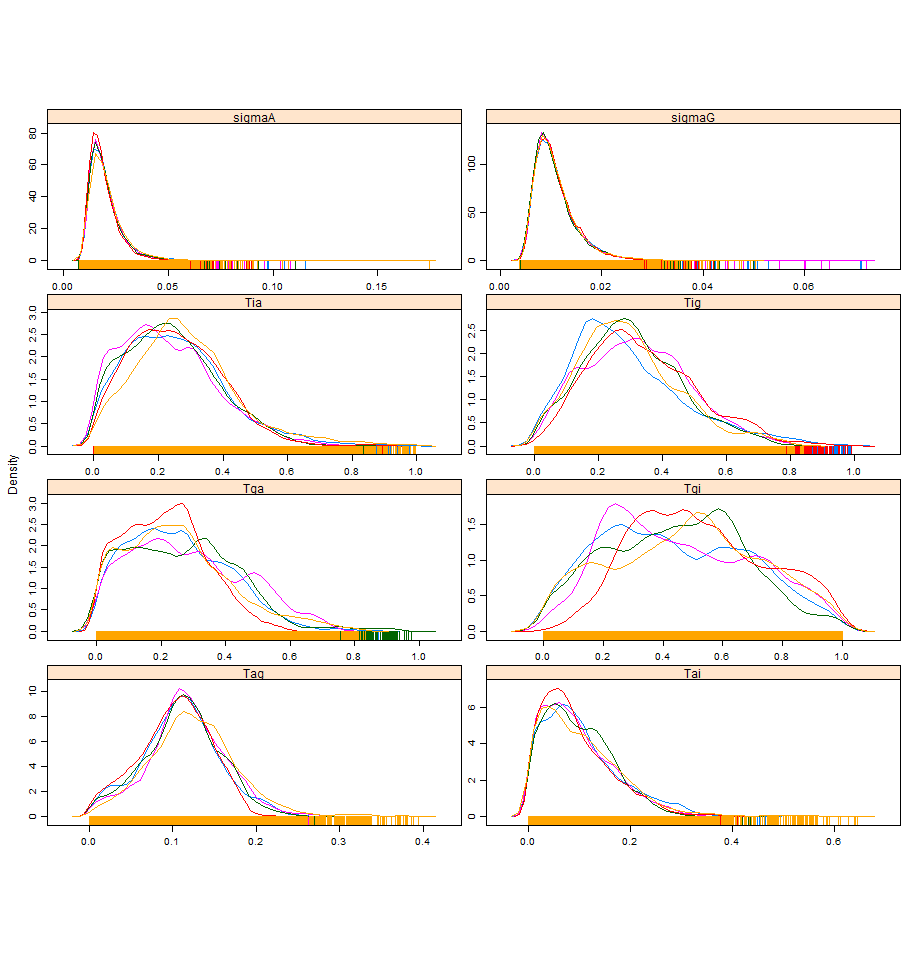 sigmaA
sigmaG
0 20 40 60 80
0 50 100
0.00 0.05 0.10 0.15
0.00 0.02 0.04 0.06
Tia
Tig
0.0 0.5 1.0 1.5 2.0 2.5 3.0
0.0 0.5 1.0 1.5 2.0 2.5
0.0 0.2 0.4 0.6 0.8 1.0
0.0 0.2 0.4 0.6 0.8 1.0
Density
Tga
Tgi
0.0 0.5 1.0 1.5 2.0 2.5 3.0
0.0 0.5 1.0 1.5
0.0 0.2 0.4 0.6 0.8 1.0
0.0 0.2 0.4 0.6 0.8 1.0
Tag
Tai
0 2 4 6 8 10
0 2 4 6
0.0 0.1 0.2 0.3 0.4
0.0 0.2 0.4 0.6